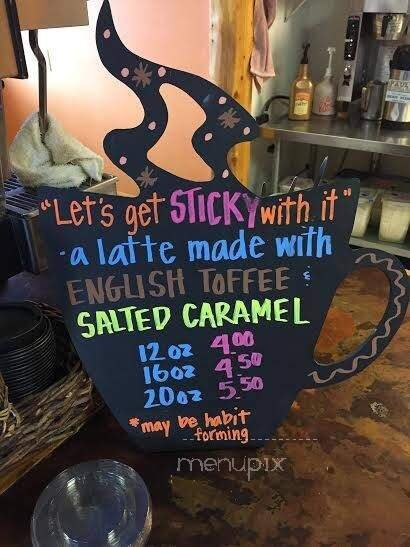 "Let's get STICKY with it"
a latte made with
ENGLISH TOFFEE &
SALTED CARAMEL
12oz 4.00
16oz 4.50
20oz 5.50
*may be habit
forming
menupix